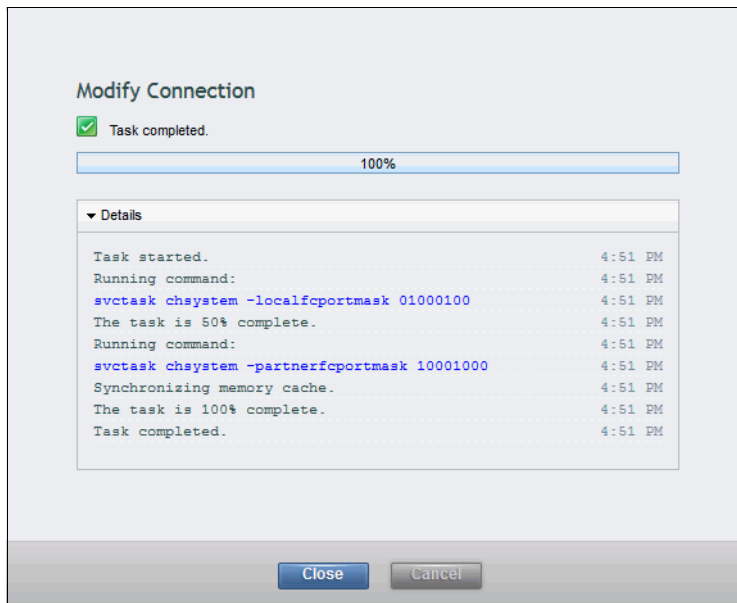 Modify Connection
Task completed.
100%
Details
Task started. 4:51 PM
Running command: 4:51 PM
svctask chsystem -localfcportmask 01000100 4:51 PM
The task is 50% complete. 4:51 PM
Running command: 4:51 PM
svctask chsystem -partnerfcportmask 10001000 4:51 PM
Synchronizing memory cache. 4:51 PM
The task is 100% complete. 4:51 PM
Task completed. 4:51 PM
Close Cancel